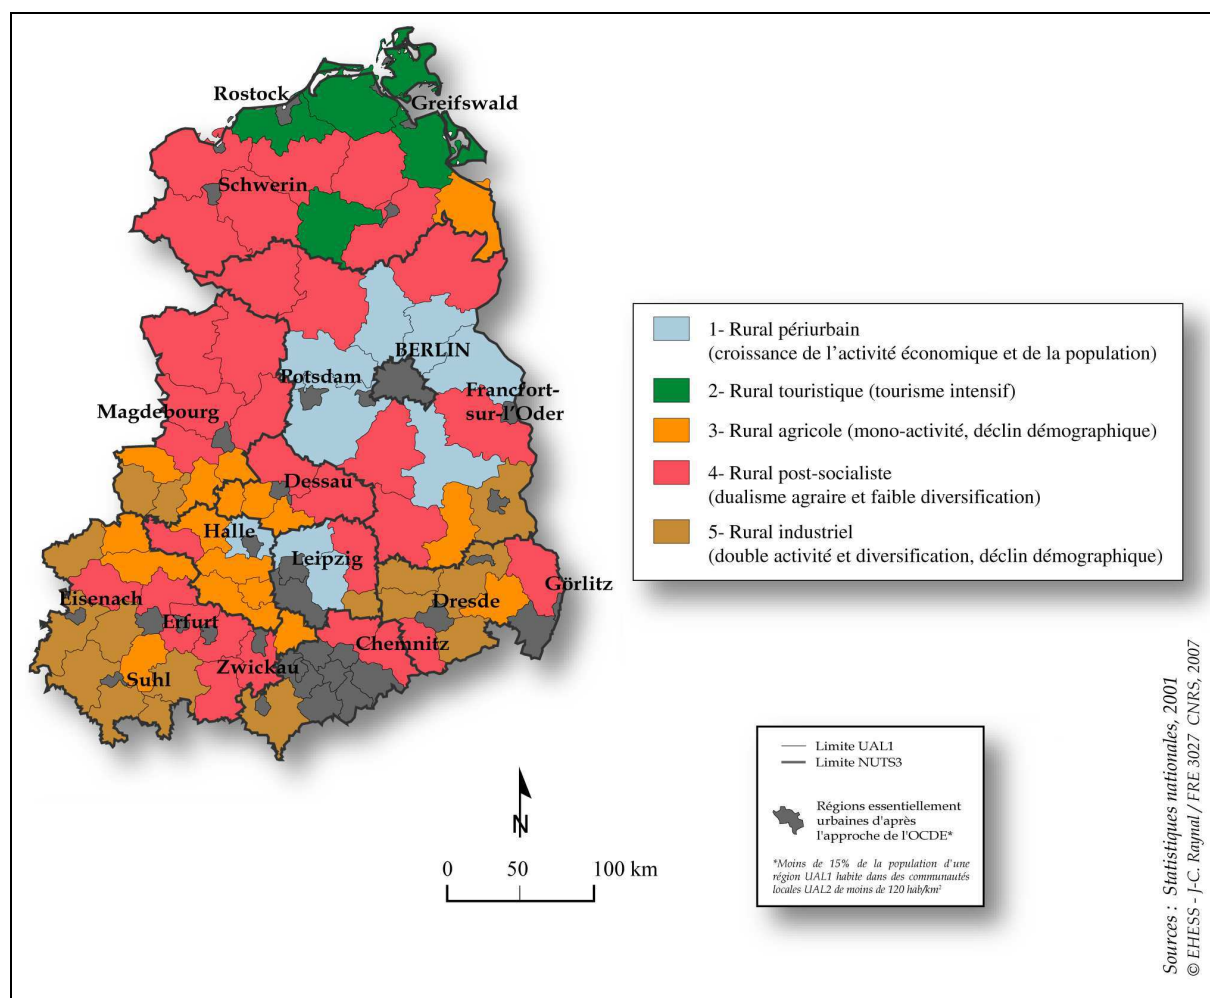 Rostock
Greifswald
Schwerin
BERLIN
Potsdam
Francfort-
sur-l'Oder
Magdebourg
Dessau
Halle
Leipzig
Görlitz
Eisenach
Dresde
Erfurt
Chemnitz
Zwickau
Suhl
1- Rural périurbain
(croissance de l'activité économique et de la population)
2- Rural touristique (tourisme intensif)
3- Rural agricole (mono-activité, déclin démographique)
4- Rural post-socialiste
(dualisme agraire et faible diversification)
5- Rural industriel
(double activité et diversification, déclin démographique)
Limite UAL1
Limite NUTS3
Régions essentiellement
urbaines d'après
l'approche de l'OCDE*
*Moins de 15% de la population d'une
région UAL1 habite dans des communautés
locales UAL2 de moins de 120 hab/km²
N
0 50 100 km
Sources : Statistiques nationales, 2001
© EHESS - J-C. Raynal / FRE 3027 CNRS, 2007